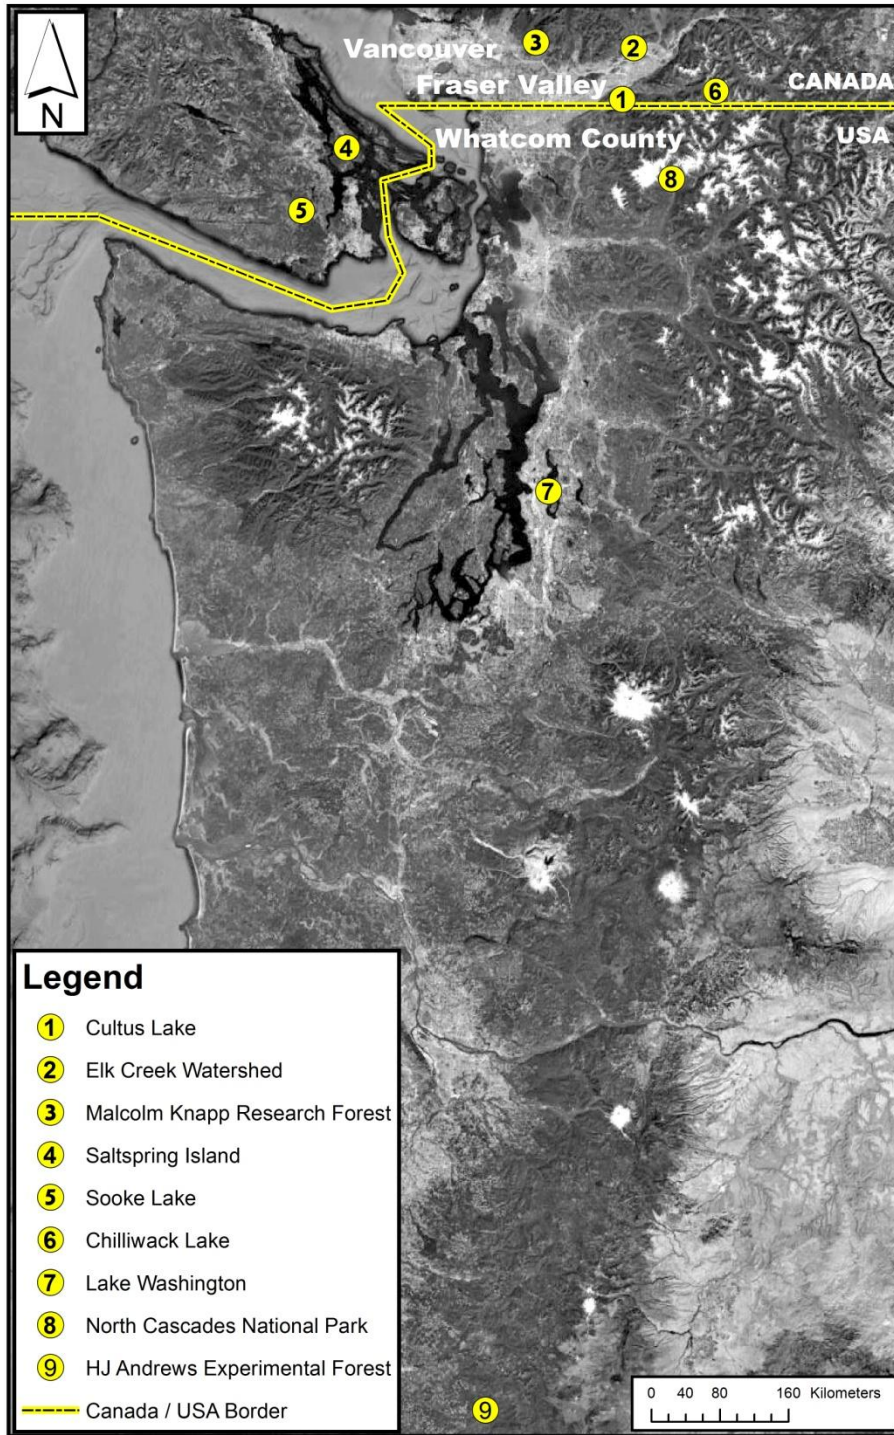 N
Vancouver
3
2
Fraser Valley
CANADA
1
6
Whatcom County
USA
4
8
5
7
Legend
1 Cultus Lake
2 Elk Creek Watershed
3 Malcolm Knapp Research Forest
4 Saltspring Island
5 Sooke Lake
6 Chilliwack Lake
7 Lake Washington
8 North Cascades National Park
9 HJ Andrews Experimental Forest
Canada / USA Border
0 40 80 160 Kilometers
9